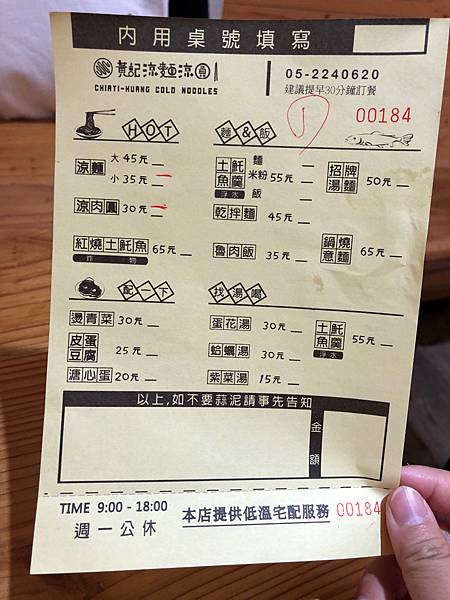 內用桌號填寫
黃記涼麵涼圓
CHIAYI-HUANG COLD NOODLES
05-2240620
建議提早30分鐘訂餐
1
00184
HOT
涼麵 大 45元
小 35元
涼肉圓 30元
紅燒土魠魚 65元
炸物
麵&飯
土魠魚羹 麵 米粉 飯 55元
浮水
乾拌麵 45元
魯肉飯 35元
招牌湯麵 50元
鍋燒意麵 65元
配一下
燙青菜 30元
皮蛋豆腐 25元
溏心蛋 20元
找湯喝
蛋花湯 30元
蛤蠣湯 30元
紫菜湯 15元
土魠魚羹 55元
浮水
以上,如不要蒜泥請事先告知
金額
TIME 9:00 - 18:00
週一公休
本店提供低溫宅配服務
00184